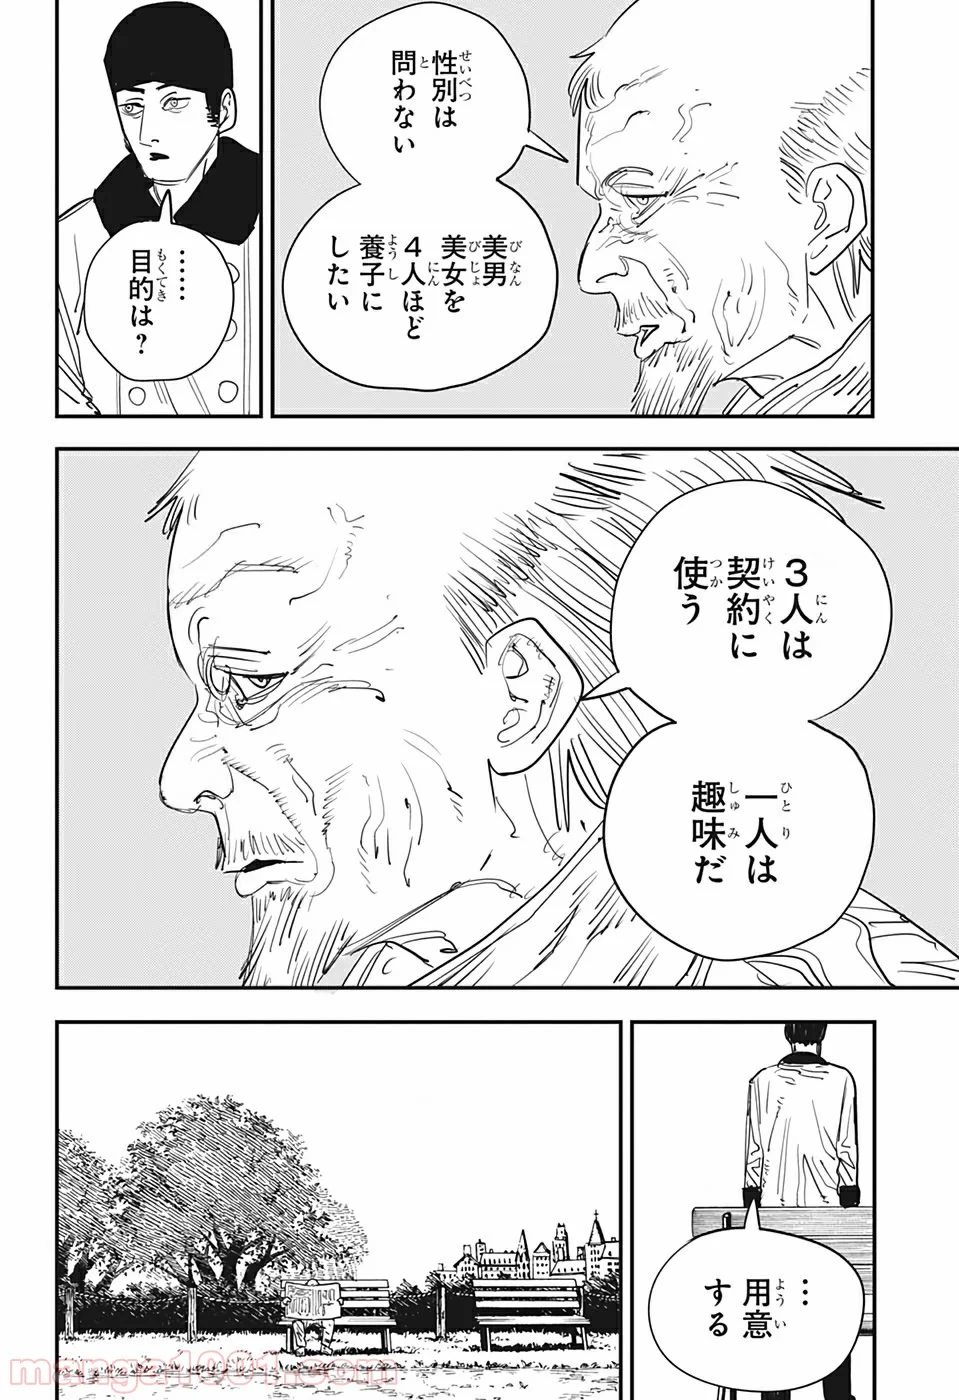 性別は
問わない
美男
美女を
４人ほど
養子に
したい
……
目的は？
３人は
契約に
使う
一人は
趣味だ
…
用意
する
manga1001.com